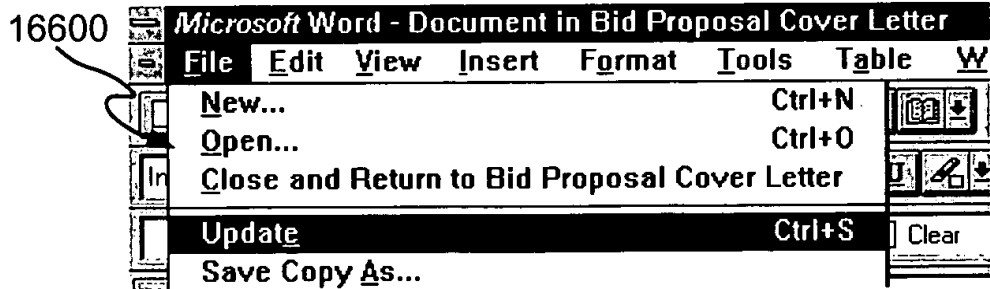 16600
Microsoft Word - Document in Bid Proposal Cover Letter
File Edit View Insert Format Tools Table W
New... Ctrl+N
Open... Ctrl+O
In Close and Return to Bid Proposal Cover Letter U
Update Ctrl+S Clear
Save Copy As...